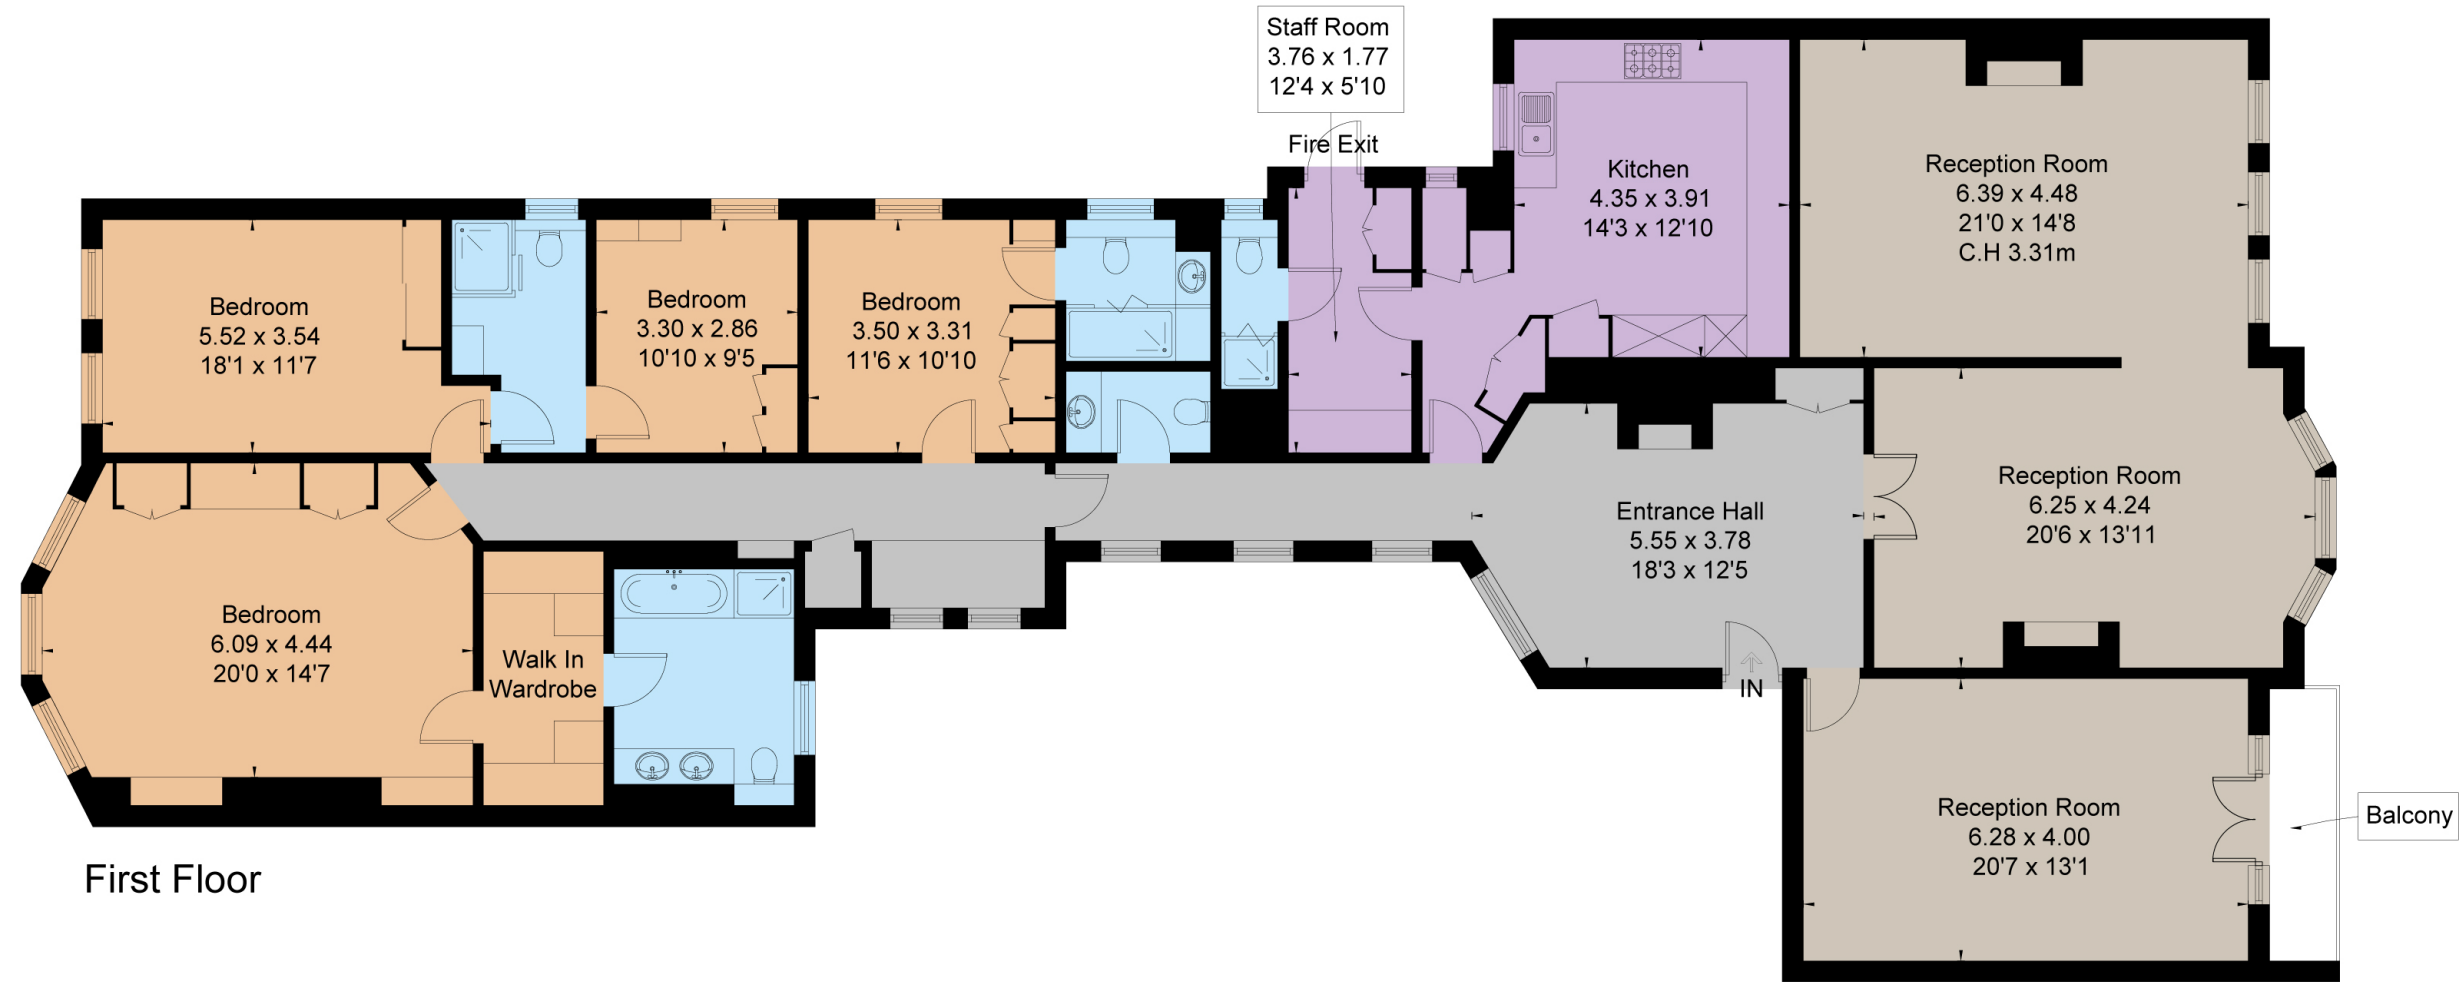 Staff Room
3.76 x 1.77
12'4 x 5'10
Fire Exit
Kitchen
4.35 x 3.91
14'3 x 12'10
Reception Room
6.39 x 4.48
21'0 x 14'8
C.H 3.31m
Bedroom
5.52 x 3.54
18'1 x 11'7
Bedroom
3.30 x 2.86
10'10 x 9'5
Bedroom
3.50 x 3.31
11'6 x 10'10
Reception Room
6.25 x 4.24
20'6 x 13'11
Entrance Hall
5.55 x 3.78
18'3 x 12'5
IN
Bedroom
6.09 x 4.44
20'0 x 14'7
Walk In
Wardrobe
Reception Room
6.28 x 4.00
20'7 x 13'1
Balcony
First Floor